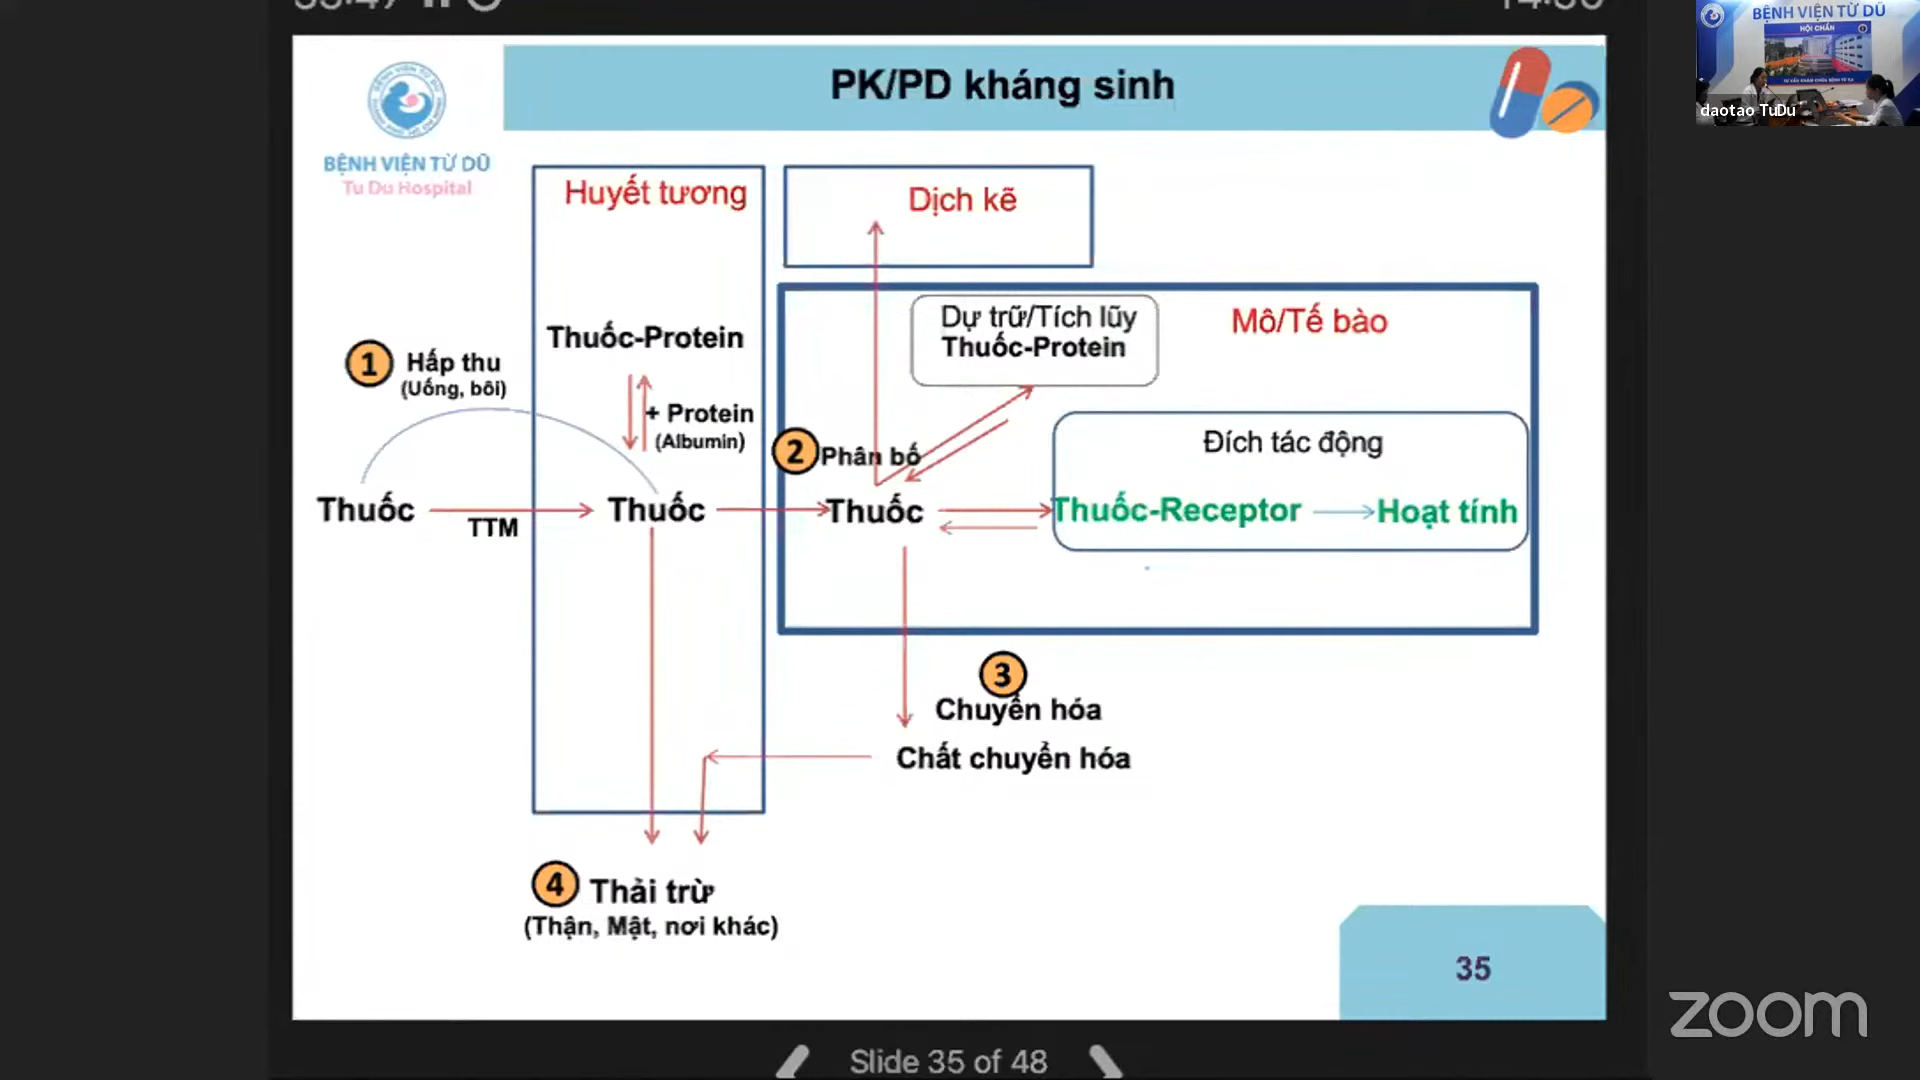 PK/PD kháng sinh
BỆNH VIỆN TỪ DŨ
Tu Du Hospital
Huyết tương
Dịch kẽ
Mô/Tế bào
Dự trữ/Tích lũy
Thuốc-Protein
Thuốc-Protein
1
Hấp thu
(Uống, bôi)
+ Protein
(Albumin)
2
Phân bố
Đích tác động
Thuốc
TTM
Thuốc
Thuốc
Thuốc-Receptor
Hoạt tính
3
Chuyển hóa
Chất chuyển hóa
4
Thải trừ
(Thận, Mật, nơi khác)
35
Slide 35 of 48
zoom
BỆNH VIỆN TỪ DŨ
HỘI CHẨN
daotao TuDu